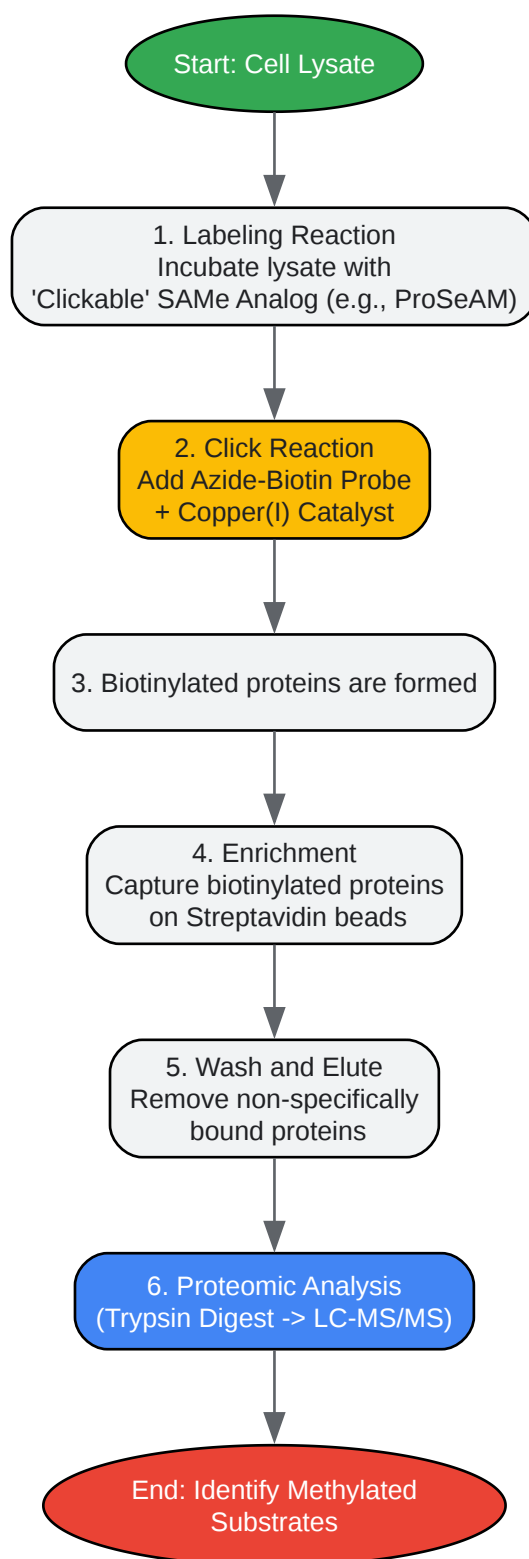 Start: Cell Lysate
1. Labeling Reaction
Incubate lysate with
'Clickable' SAMe Analog (e.g., ProSeAM)
2. Click Reaction
Add Azide-Biotin Probe
+ Copper(I) Catalyst
3. Biotinylated proteins are formed
4. Enrichment
Capture biotinylated proteins
on Streptavidin beads
5. Wash and Elute
Remove non-specifically
bound proteins
6. Proteomic Analysis
(Trypsin Digest -> LC-MS/MS)
End: Identify Methylated
Substrates